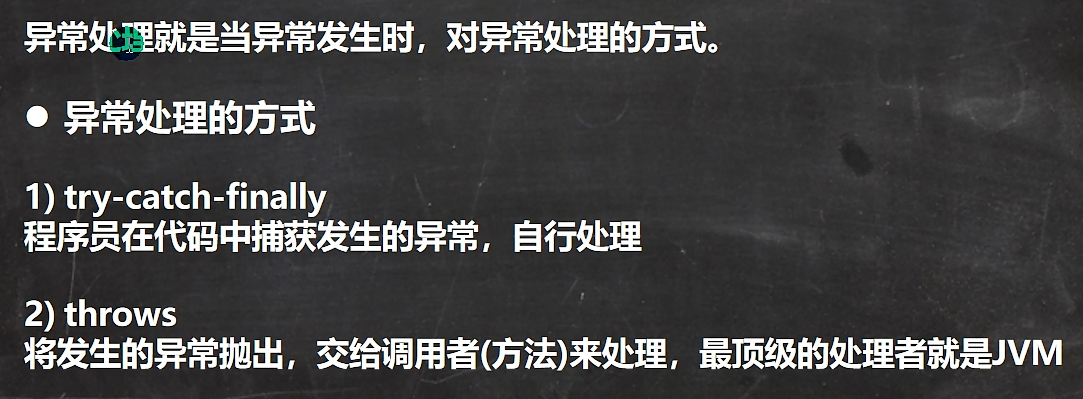 异常处理就是当异常发生时，对异常处理的方式。
● 异常处理的方式
1) try-catch-finally
程序员在代码中捕获发生的异常，自行处理
2) throws
将发生的异常抛出，交给调用者(方法)来处理，最顶级的处理者就是JVM